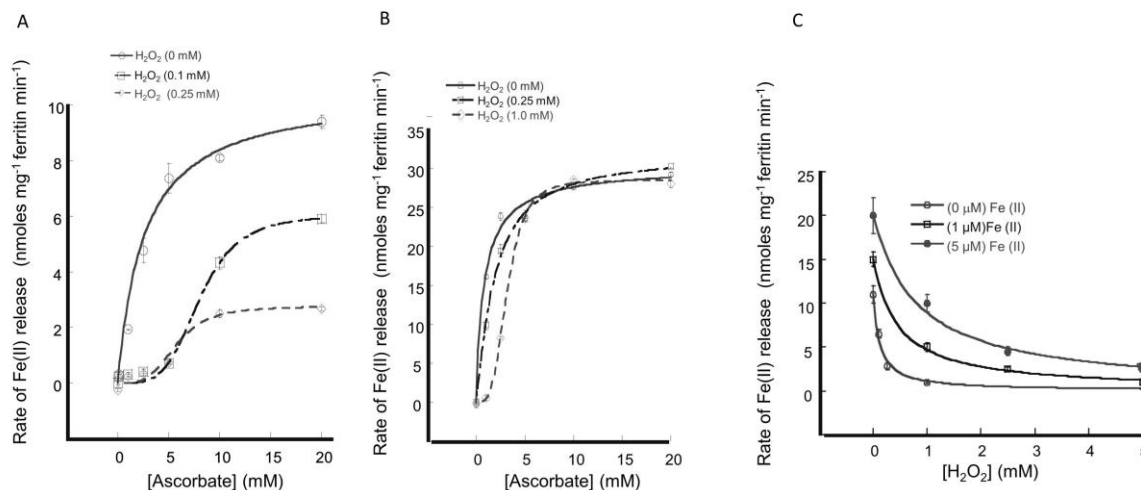 A
H₂O₂ (0 mM)
H₂O₂ (0.1 mM)
H₂O₂ (0.25 mM)
Rate of Fe(II) release (nmoles mg⁻¹ ferritin min⁻¹)
10
8
6
4
2
0
0 5 10 15 20
[Ascorbate] (mM)
B
H₂O₂ (0 mM)
H₂O₂ (0.25 mM)
H₂O₂ (1.0 mM)
Rate of Fe(II) release (nmoles mg⁻¹ ferritin min⁻¹)
35
30
25
20
15
10
5
0
0 5 10 15 20
[Ascorbate] (mM)
C
(0 µM) Fe (II)
(1 µM)Fe (II)
(5 µM) Fe (II)
Rate of Fe(II) release (nmoles mg⁻¹ ferritin min⁻¹)
20
15
10
5
0
0 1 2 3 4
[H₂O₂] (mM)